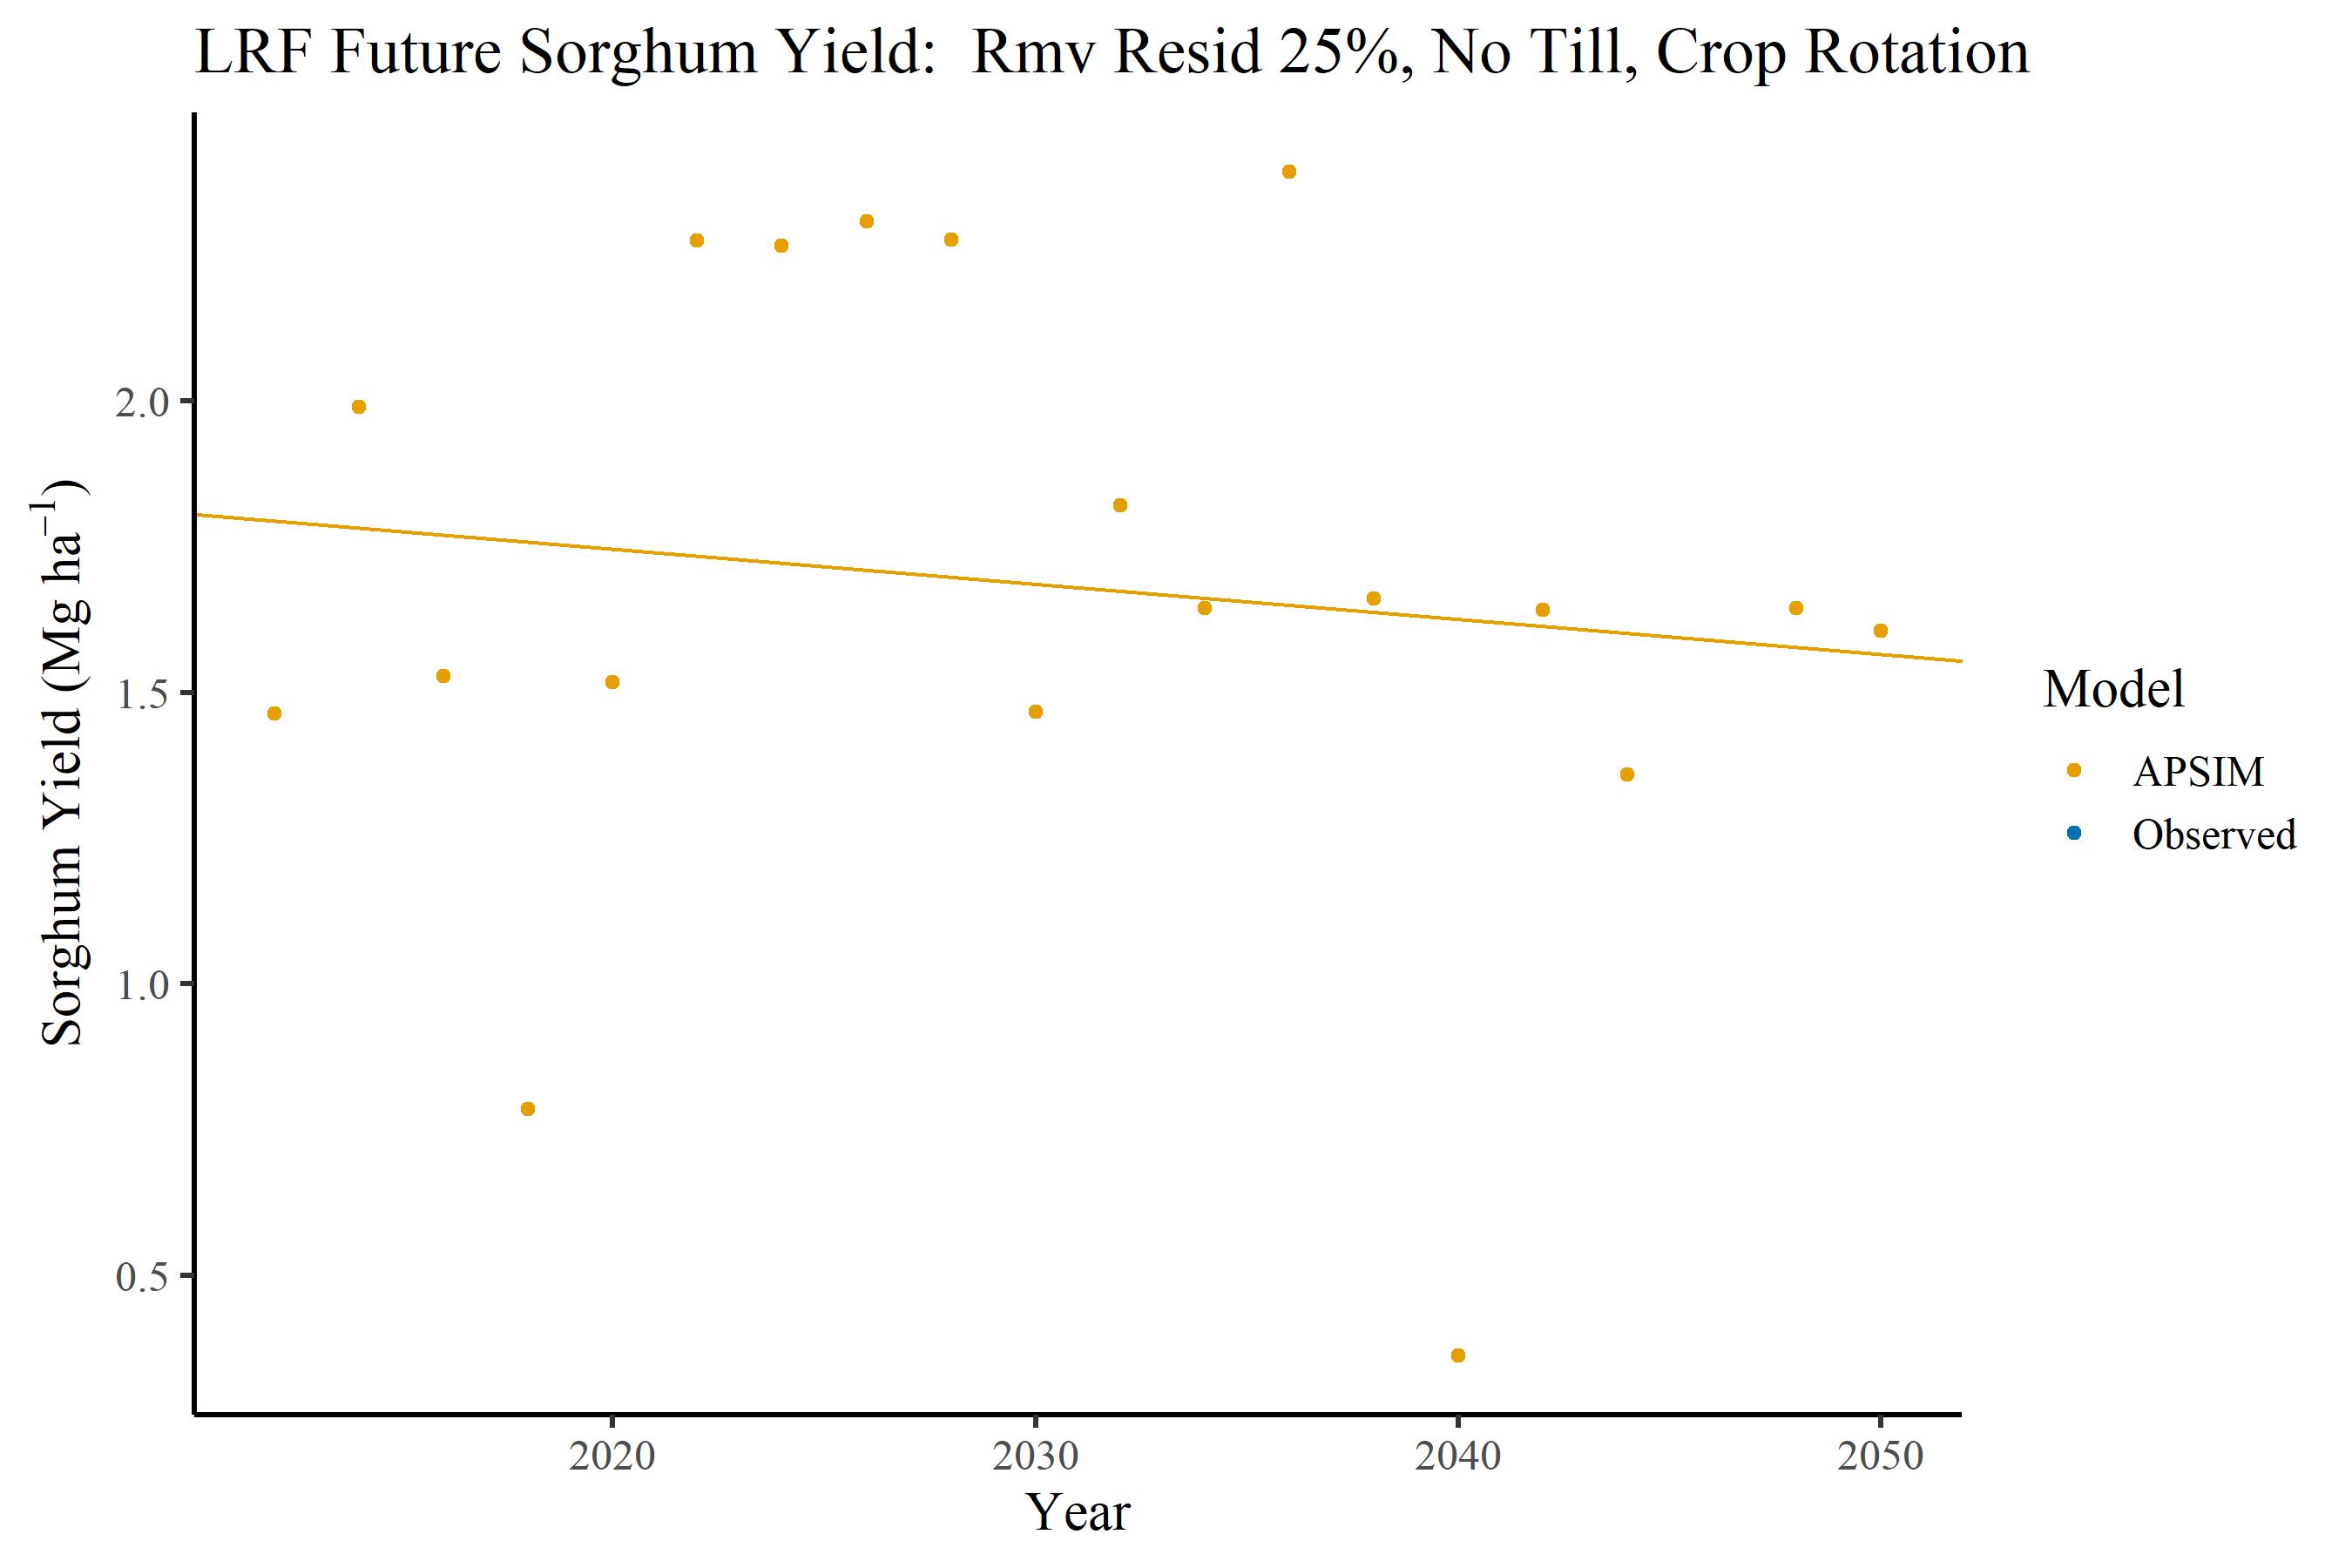 LRF Future Sorghum Yield:  Rmv Resid 25%, No Till, Crop Rotation
Sorghum Yield (Mg ha⁻¹)
2.0
1.5
1.0
0.5
2020 2030 2040 2050
Year
Model
APSIM
Observed